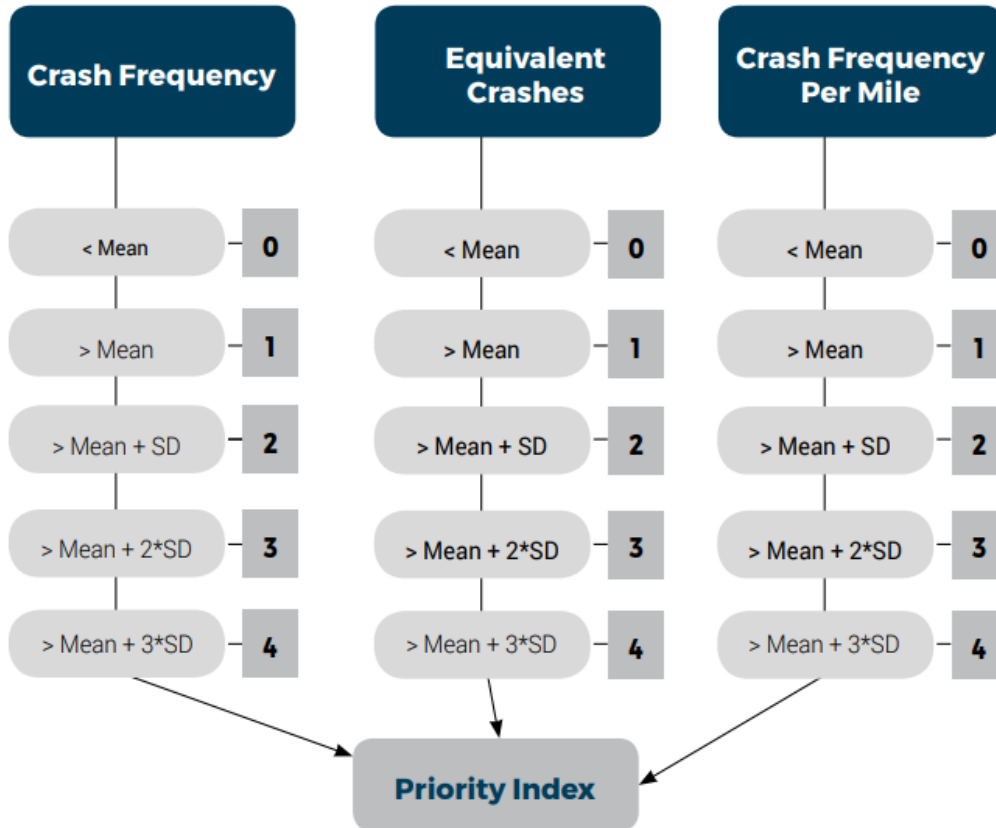 Crash Frequency
Equivalent
Crashes
Crash Frequency
Per Mile
< Mean
0
< Mean
0
< Mean
0
> Mean
1
> Mean
1
> Mean
1
> Mean + SD
2
> Mean + SD
2
> Mean + SD
2
> Mean + 2*SD
3
> Mean + 2*SD
3
> Mean + 2*SD
3
> Mean + 3*SD
4
> Mean + 3*SD
4
> Mean + 3*SD
4
Priority Index